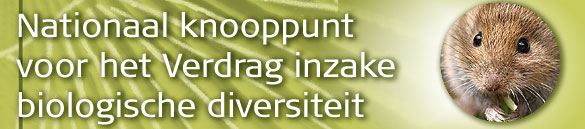 Nationaal knooppunt
voor het Verdrag inzake
biologische diversiteit